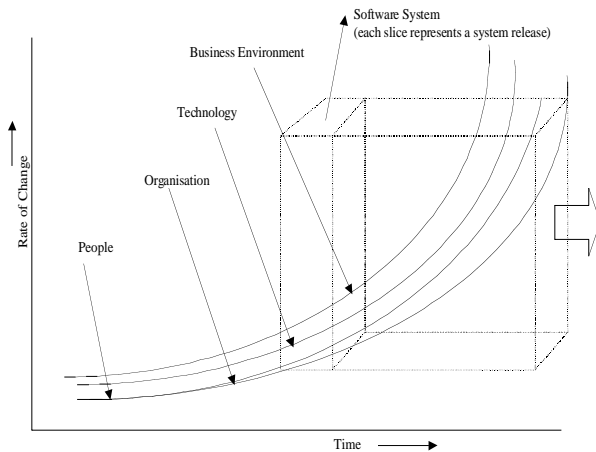 Software System
(each slice represents a system release)
Business Environment
Technology
Organisation
People
Rate of Change
Time